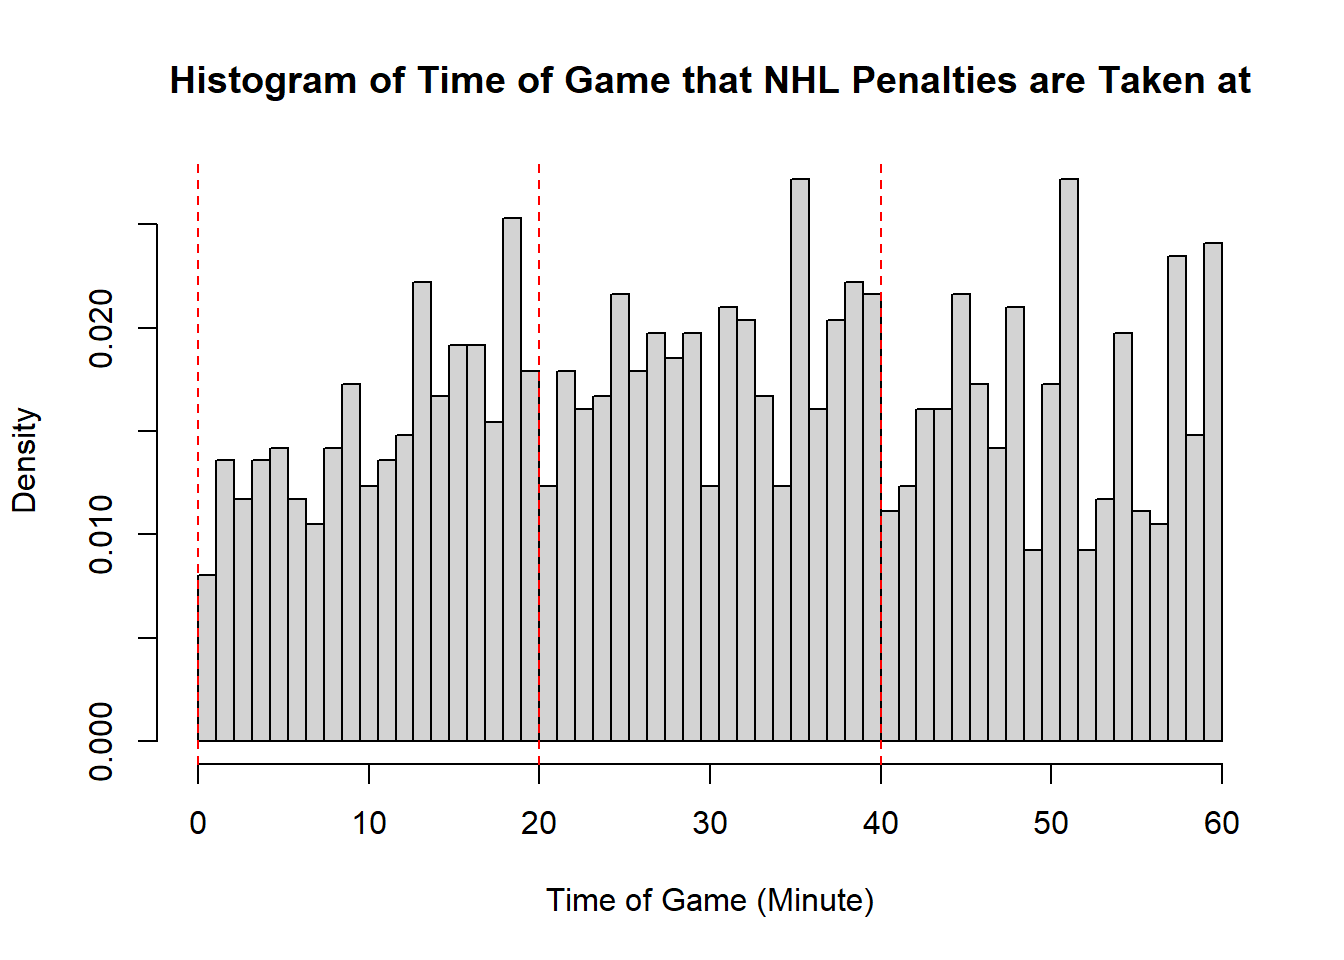 Histogram of Time of Game that NHL Penalties are Taken at
Density
0.020
0.010
0.000
0 10 20 30 40 50 60
Time of Game (Minute)